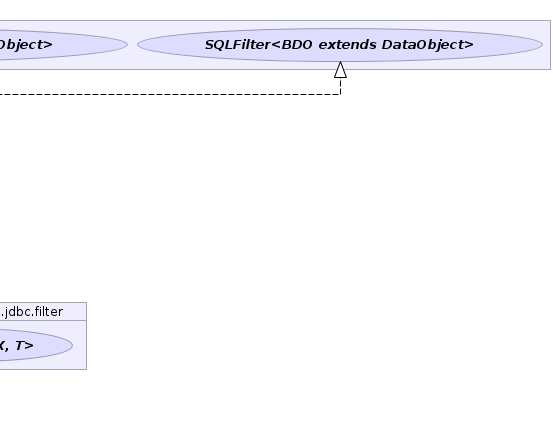 Object>
SQLFilter<BDO extends DataObject>
.jdbc.filter
X, T>